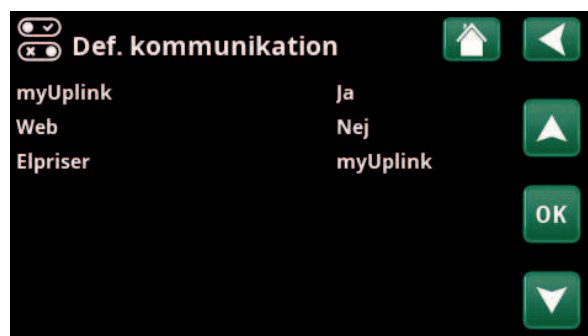 Def. kommunikation
myUplink Ja
Web Nej
Elpriser myUplink
OK